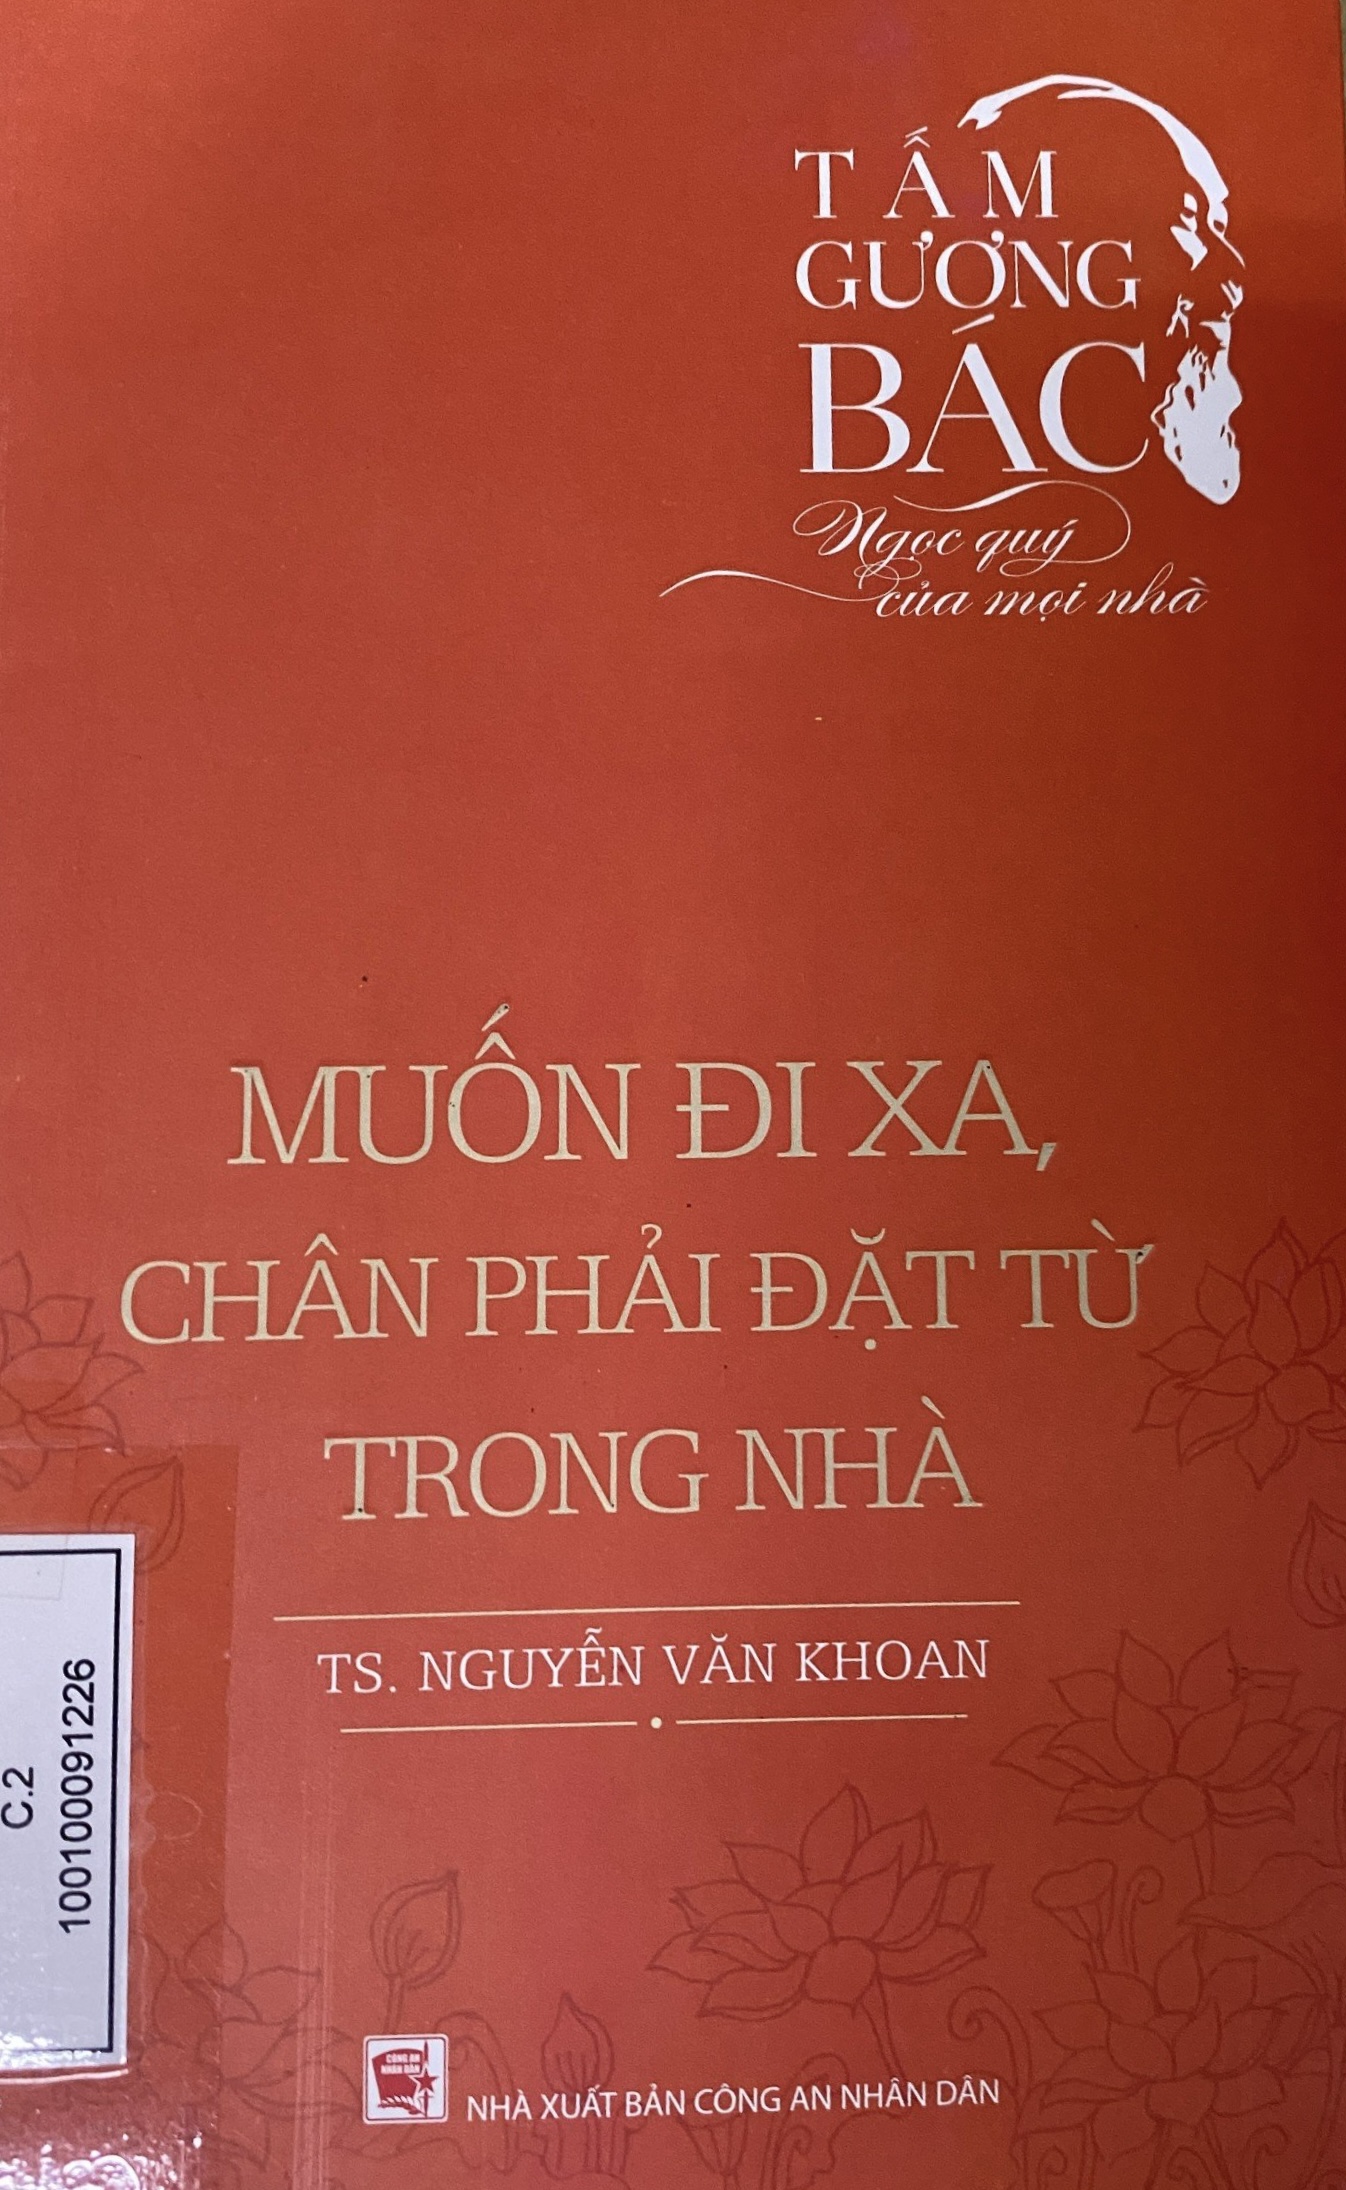 TẤM
GƯƠNG
BÁC
Ngọc quý
của mọi nhà
MUỐN ĐI XA,
CHÂN PHẢI ĐẶT TỪ
TRONG NHÀ
TS. NGUYỄN VĂN KHOAN
C.2
100100091226
CÔNG AN
NHÂN DÂN
NHÀ XUẤT BẢN CÔNG AN NHÂN DÂN